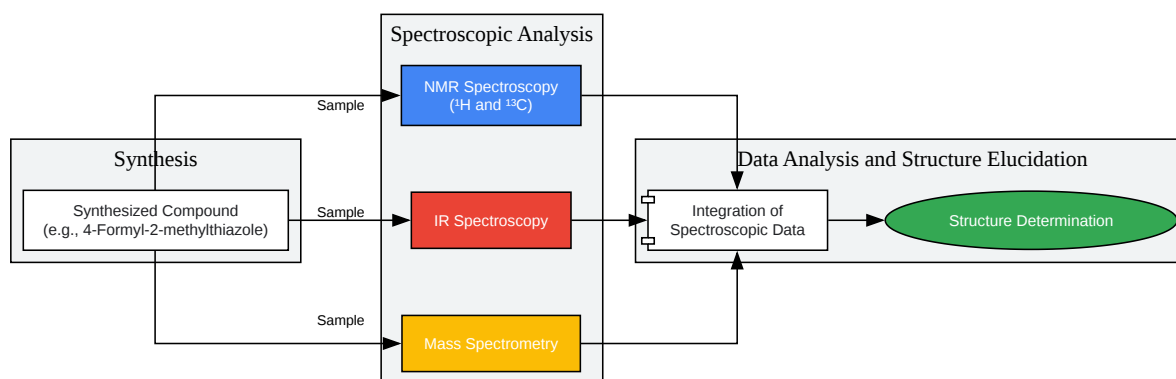 Spectroscopic Analysis
NMR Spectroscopy
(¹H and ¹³C)
Sample
Synthesis
Data Analysis and Structure Elucidation
Synthesized Compound
(e.g., 4-Formyl-2-methylthiazole)
Sample
IR Spectroscopy
Integration of
Spectroscopic Data
Structure Determination
Sample
Mass Spectrometry